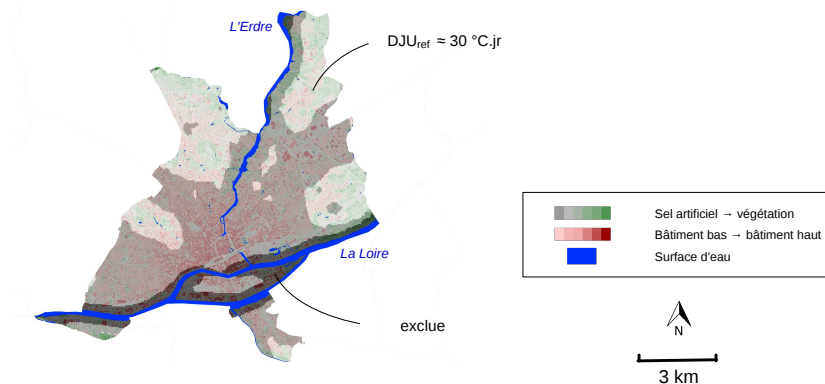 L'Erdre
DJUref ≈ 30 °C.jr
La Loire
exclue
Sel artificiel → végétation
Bâtiment bas → bâtiment haut
Surface d'eau
N
3 km